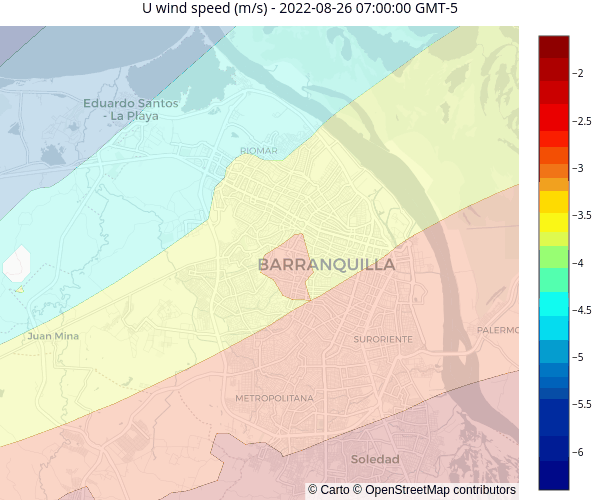 U wind speed (m/s) - 2022-08-26 07:00:00 GMT-5
Eduardo Santos
- La Playa
RIOMAR
BARRANQUILLA
Juan Mina
SURORIENTE
PALERMO
METROPOLITANA
Soledad
© Carto © OpenStreetMap contributors
−2
−2.5
−3
−3.5
−4
−4.5
−5
−5.5
−6